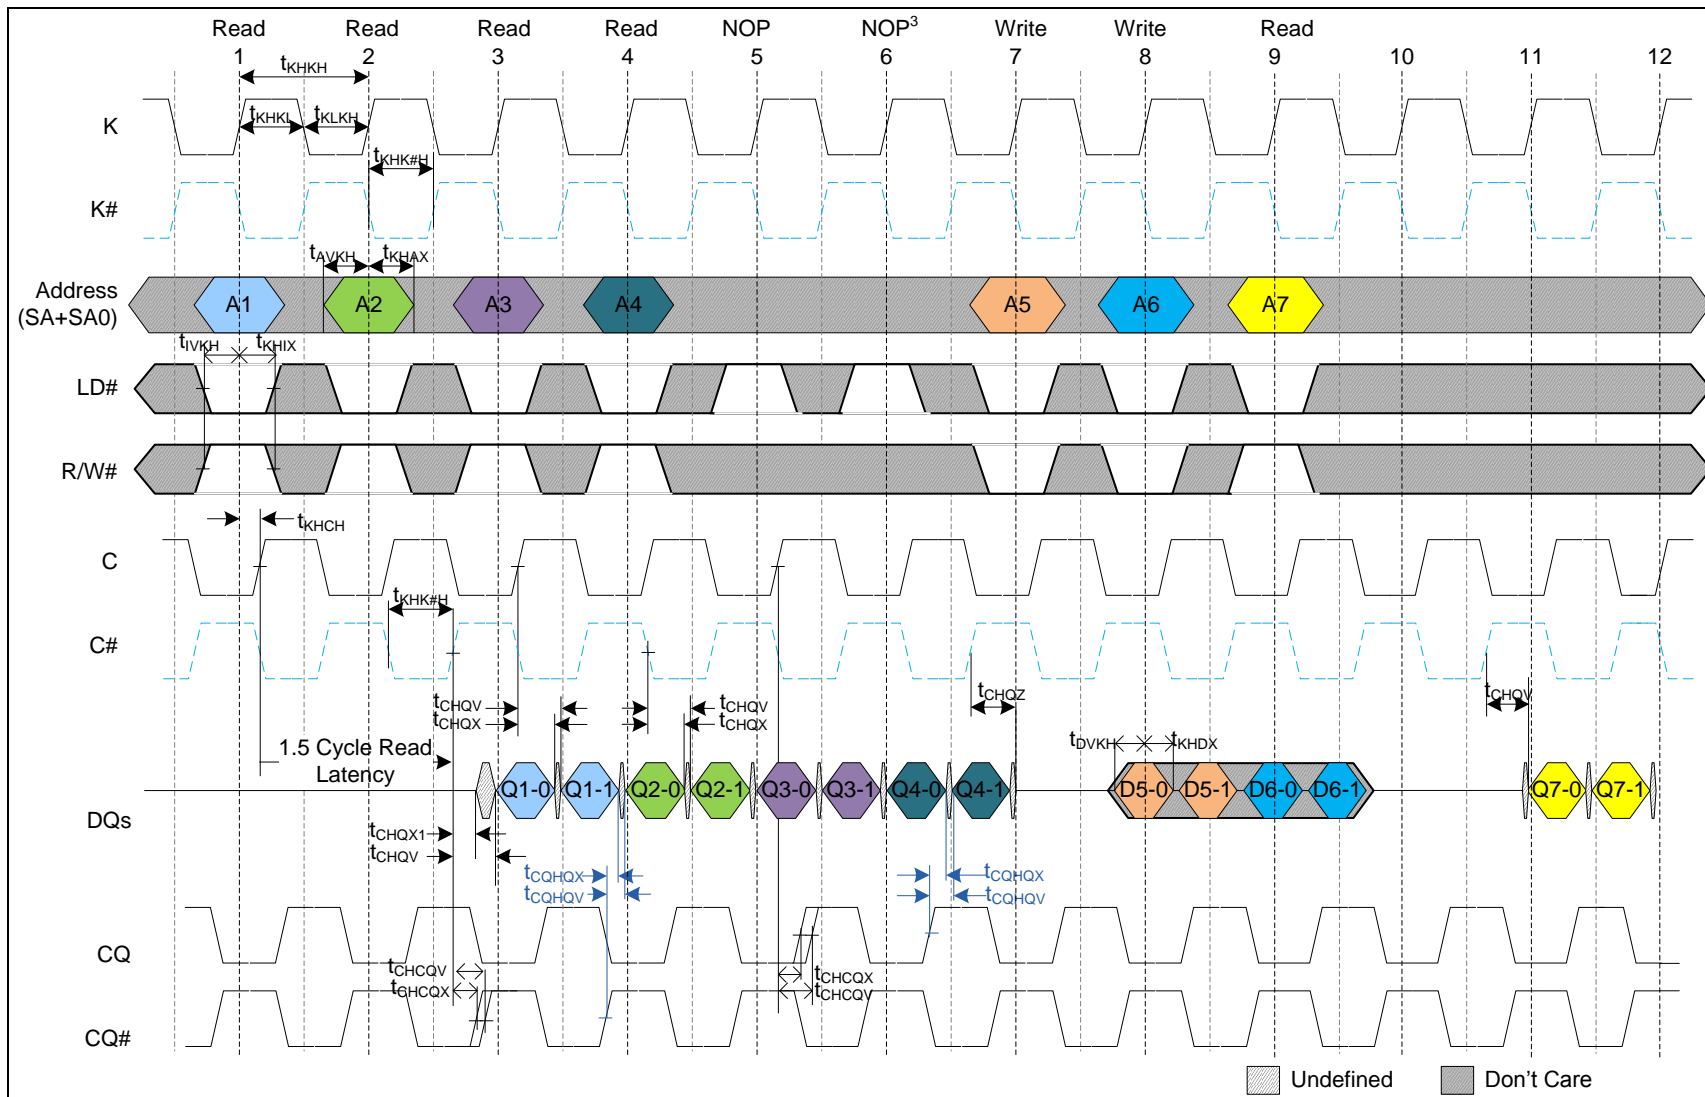 Read Read Read Read NOP NOP3 Write Write Read
1 2 3 4 5 6 7 8 9 10 11 12
tKHKH
K
tKHKL tKLKH
tKHK#H
K#
tAVKH tKHAX
Address
(SA+SA0)
A1 A2 A3 A4 A5 A6 A7
tIVKH tKHIX
LD#
R/W#
tKHCH
C
tKHK#H
C#
tCHQV tCHQV tCHQZ tCHQV
tCHQX tCHQX
1.5 Cycle Read
Latency
tDVKH tKHDX
Q1-0 Q1-1 Q2-0 Q2-1 Q3-0 Q3-1 Q4-0 Q4-1 D5-0 D5-1 D6-0 D6-1 Q7-0 Q7-1
DQs
tCHQX1
tCHQV
tCQHQX tCQHQX
tCQHQV tCQHQV
CQ
tCHCQV tCHCQX
tCHCQX tCHCQV
CQ#
Undefined Don't Care